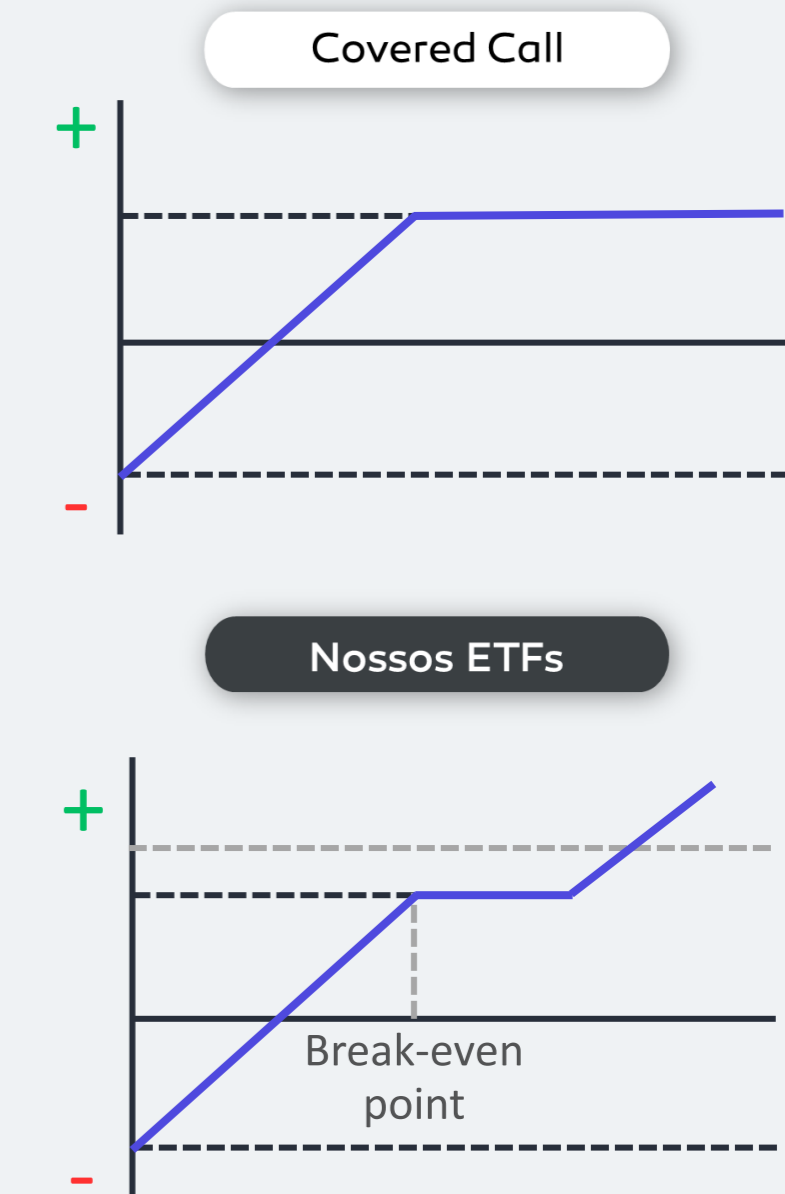 Covered Call
+
-
Nossos ETFs
+
Break-even
point
-